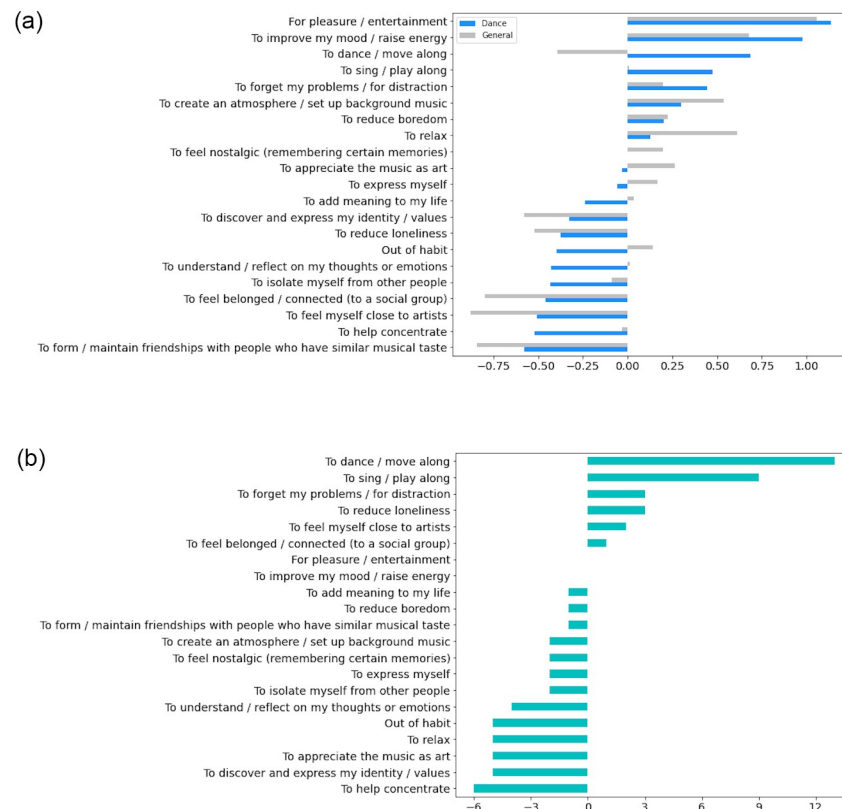 (a)
Dance
General
For pleasure / entertainment
To improve my mood / raise energy
To dance / move along
To sing / play along
To forget my problems / for distraction
To create an atmosphere / set up background music
To reduce boredom
To relax
To feel nostalgic (remembering certain memories)
To appreciate the music as art
To express myself
To add meaning to my life
To discover and express my identity / values
To reduce loneliness
Out of habit
To understand / reflect on my thoughts or emotions
To isolate myself from other people
To feel belonged / connected (to a social group)
To feel myself close to artists
To help concentrate
To form / maintain friendships with people who have similar musical taste
−0.75 −0.50 −0.25 0.00 0.25 0.50 0.75 1.00
(b)
To dance / move along
To sing / play along
To forget my problems / for distraction
To reduce loneliness
To feel myself close to artists
To feel belonged / connected (to a social group)
For pleasure / entertainment
To improve my mood / raise energy
To add meaning to my life
To reduce boredom
To form / maintain friendships with people who have similar musical taste
To create an atmosphere / set up background music
To feel nostalgic (remembering certain memories)
To express myself
To isolate myself from other people
To understand / reflect on my thoughts or emotions
Out of habit
To relax
To appreciate the music as art
To discover and express my identity / values
To help concentrate
−6 −3 0 3 6 9 12